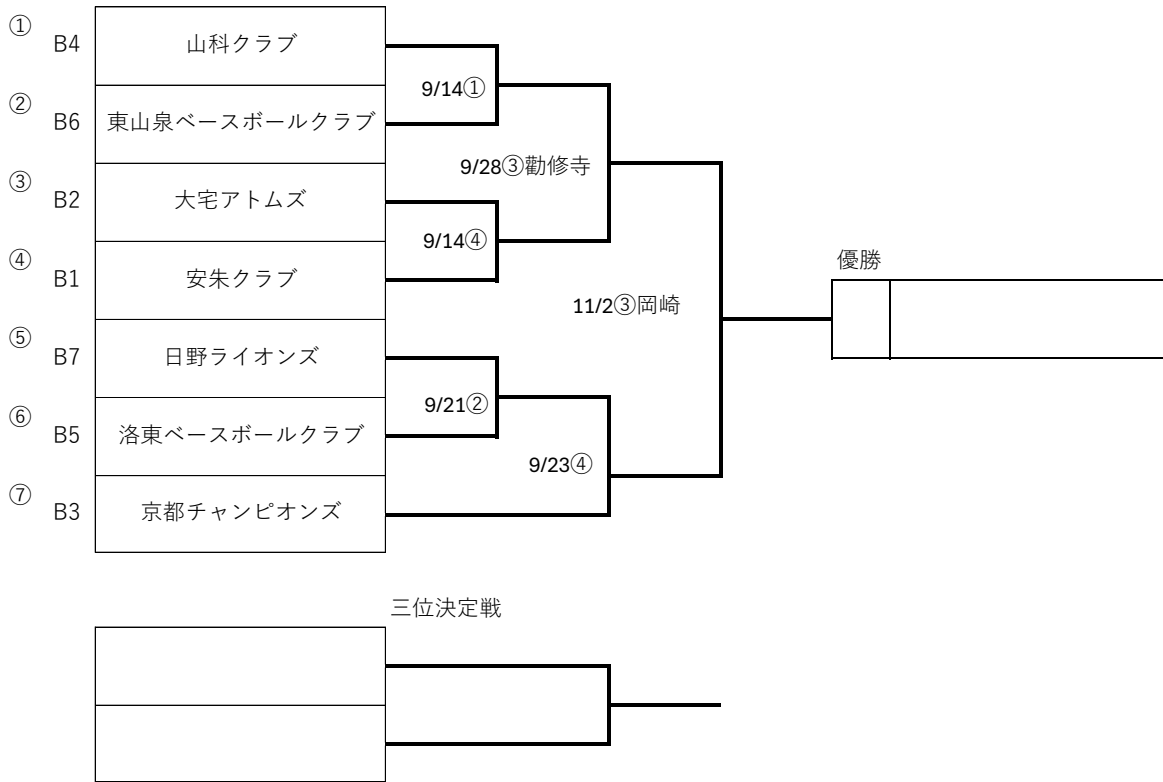 ① B4 山科クラブ
9/14①
② B6 東山泉ベースボールクラブ
9/28③勸修寺
③ B2 大宅アトムズ
9/14④
④ B1 安朱クラブ
優勝
11/2③岡崎
⑤ B7 日野ライオンズ
9/21②
⑥ B5 洛東ベースボールクラブ
9/23④
⑦ B3 京都チャンピオンズ
三位決定戦